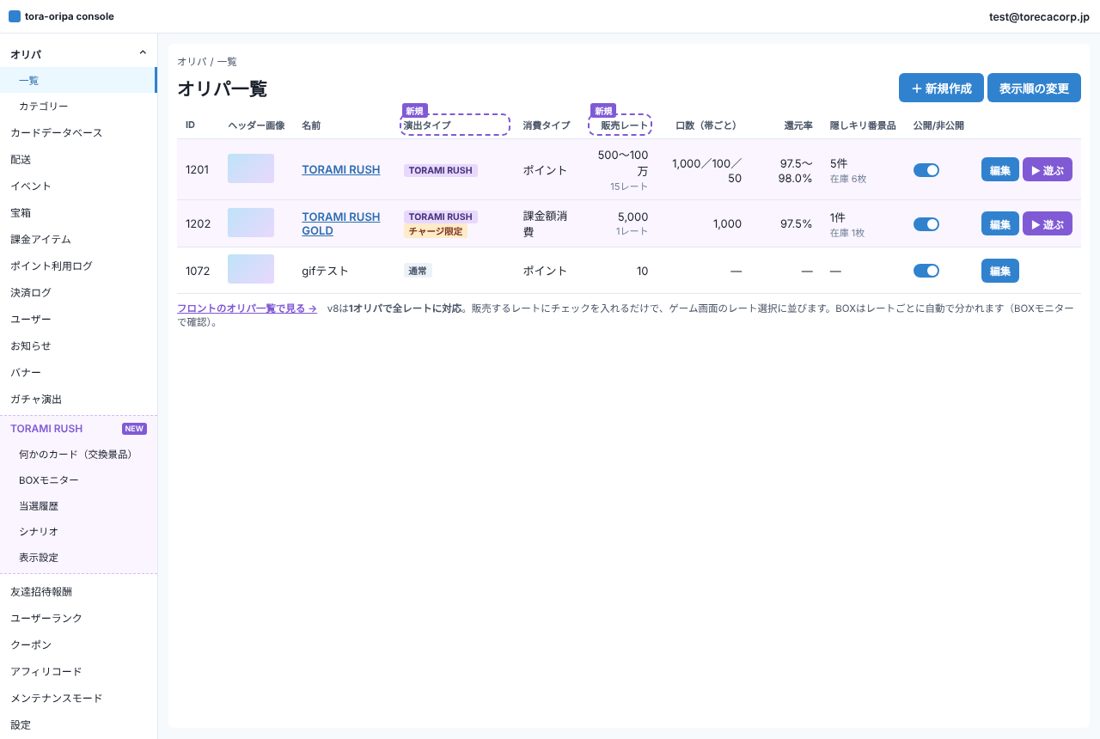 tora-oripa console
test@torecacorp.jp
オリパ
一覧
カテゴリー
カードデータベース
配送
イベント
宝箱
課金アイテム
ポイント利用ログ
決済ログ
ユーザー
お知らせ
バナー
ガチャ演出
TORAMI RUSH NEW
何かのカード（交換景品）
BOXモニター
当選履歴
シナリオ
表示設定
友達招待報酬
ユーザーランク
クーポン
アフィリコード
メンテナンスモード
設定
オリパ / 一覧
オリパ一覧
＋ 新規作成 表示順の変更
新規 新規
ID ヘッダー画像 名前 演出タイプ 消費タイプ 販売レート 口数（帯ごと） 還元率 隠しキリ番景品 公開/非公開
1201 TORAMI RUSH TORAMI RUSH ポイント 500〜100万 15レート 1,000／100／50 97.5〜98.0% 5件 在庫 6枚 編集 ▶ 遊ぶ
1202 TORAMI RUSH GOLD TORAMI RUSH チャージ限定 課金額消費 5,000 1レート 1,000 97.5% 1件 在庫 1枚 編集 ▶ 遊ぶ
1072 gifテスト 通常 ポイント 10 — — — 編集
フロントのオリパ一覧で見る → v8は1オリパで全レートに対応。販売するレートにチェックを入れるだけで、ゲーム画面のレート選択に並びます。BOXはレートごとに自動で分かれます（BOXモニター
で確認）。